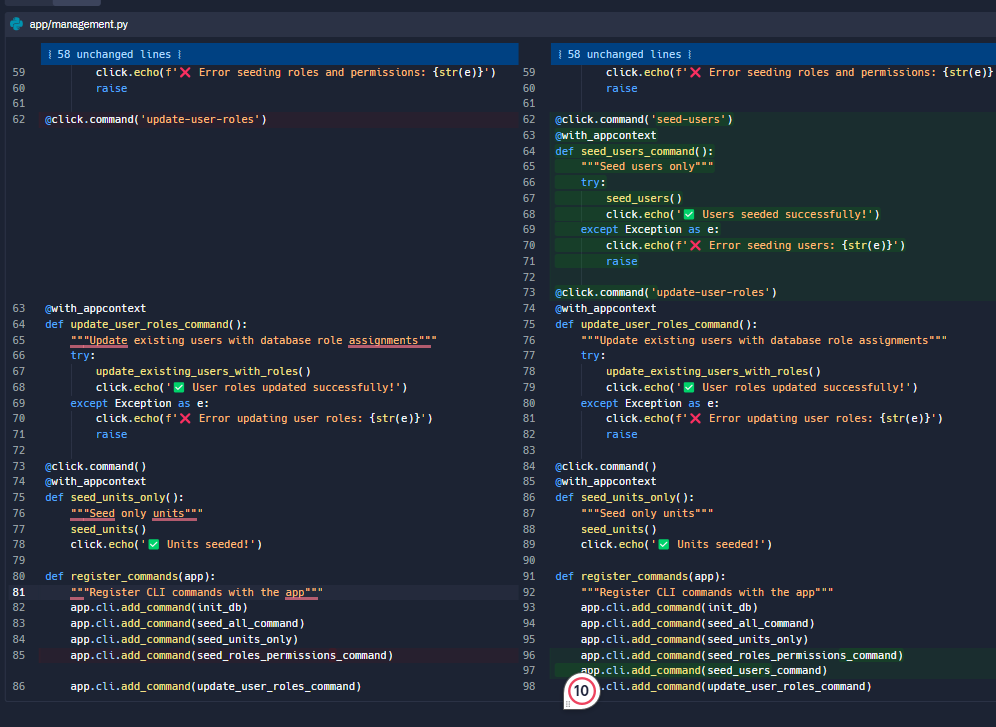 app/management.py
⁞ 58 unchanged lines ⁞
59 click.echo(f'❌ Error seeding roles and permissions: {str(e)}')
60 raise
61
62 @click.command('update-user-roles')
63 @with_appcontext
64 def update_user_roles_command():
65 """Update existing users with database role assignments"""
66 try:
67 update_existing_users_with_roles()
68 click.echo('✅ User roles updated successfully!')
69 except Exception as e:
70 click.echo(f'❌ Error updating user roles: {str(e)}')
71 raise
72
73 @click.command()
74 @with_appcontext
75 def seed_units_only():
76 """Seed only units"""
77 seed_units()
78 click.echo('✅ Units seeded!')
79
80 def register_commands(app):
81 """Register CLI commands with the app"""
82 app.cli.add_command(init_db)
83 app.cli.add_command(seed_all_command)
84 app.cli.add_command(seed_units_only)
85 app.cli.add_command(seed_roles_permissions_command)
86 app.cli.add_command(update_user_roles_command)
⁞ 58 unchanged lines ⁞
59 click.echo(f'❌ Error seeding roles and permissions: {str(e)}
60 raise
61
62 @click.command('seed-users')
63 @with_appcontext
64 def seed_users_command():
65 """Seed users only"""
66 try:
67 seed_users()
68 click.echo('✅ Users seeded successfully!')
69 except Exception as e:
70 click.echo(f'❌ Error seeding users: {str(e)}')
71 raise
72
73 @click.command('update-user-roles')
74 @with_appcontext
75 def update_user_roles_command():
76 """Update existing users with database role assignments"""
77 try:
78 update_existing_users_with_roles()
79 click.echo('✅ User roles updated successfully!')
80 except Exception as e:
81 click.echo(f'❌ Error updating user roles: {str(e)}')
82 raise
83
84 @click.command()
85 @with_appcontext
86 def seed_units_only():
87 """Seed only units"""
88 seed_units()
89 click.echo('✅ Units seeded!')
90
91 def register_commands(app):
92 """Register CLI commands with the app"""
93 app.cli.add_command(init_db)
94 app.cli.add_command(seed_all_command)
95 app.cli.add_command(seed_units_only)
96 app.cli.add_command(seed_roles_permissions_command)
97 app.cli.add_command(seed_users_command)
98 .cli.add_command(update_user_roles_command)
10